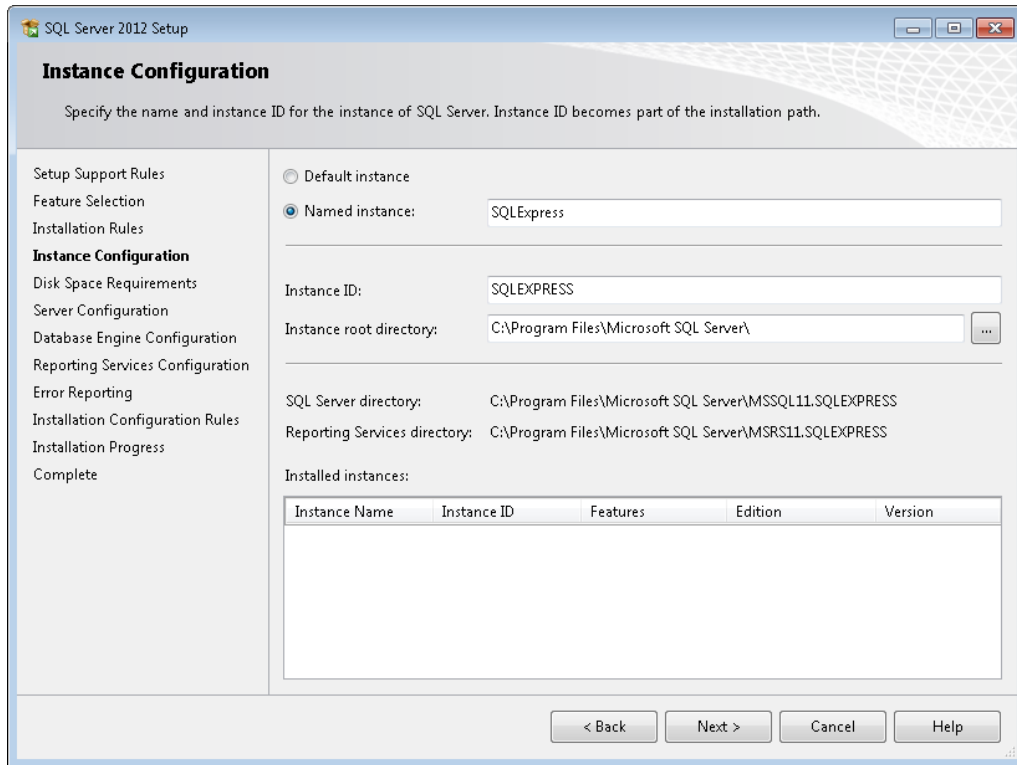 SQL Server 2012 Setup
Instance Configuration
Specify the name and instance ID for the instance of SQL Server. Instance ID becomes part of the installation path.
Setup Support Rules
Feature Selection
Installation Rules
Instance Configuration
Disk Space Requirements
Server Configuration
Database Engine Configuration
Reporting Services Configuration
Error Reporting
Installation Configuration Rules
Installation Progress
Complete
Default instance
Named instance: SQLExpress
Instance ID: SQLEXPRESS
Instance root directory: C:\Program Files\Microsoft SQL Server\ ...
SQL Server directory: C:\Program Files\Microsoft SQL Server\MSSQL11.SQLEXPRESS
Reporting Services directory: C:\Program Files\Microsoft SQL Server\MSRS11.SQLEXPRESS
Installed instances:
Instance Name Instance ID Features Edition Version
< Back Next > Cancel Help